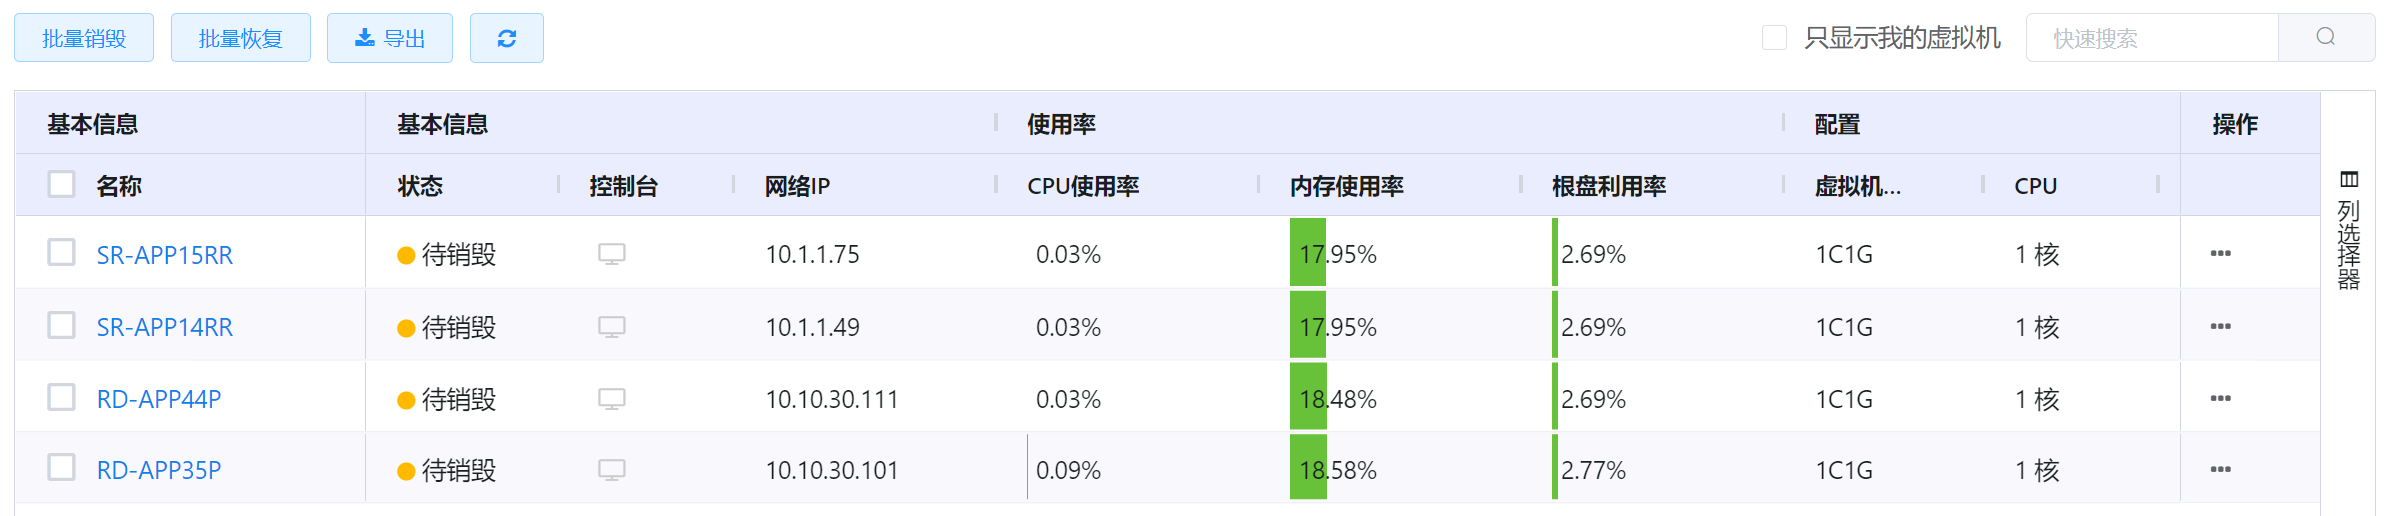 批量销毁 批量恢复 导出 只显示我的虚拟机 快速搜索
基本信息 基本信息 使用率 配置 操作
名称 状态 控制台 网络IP CPU使用率 内存使用率 根盘利用率 虚拟机... CPU
SR-APP15RR 待销毁 10.1.1.75 0.03% 17.95% 2.69% 1C1G 1 核
SR-APP14RR 待销毁 10.1.1.49 0.03% 17.95% 2.69% 1C1G 1 核
RD-APP44P 待销毁 10.10.30.111 0.03% 18.48% 2.69% 1C1G 1 核
RD-APP35P 待销毁 10.10.30.101 0.09% 18.58% 2.77% 1C1G 1 核
列选择器